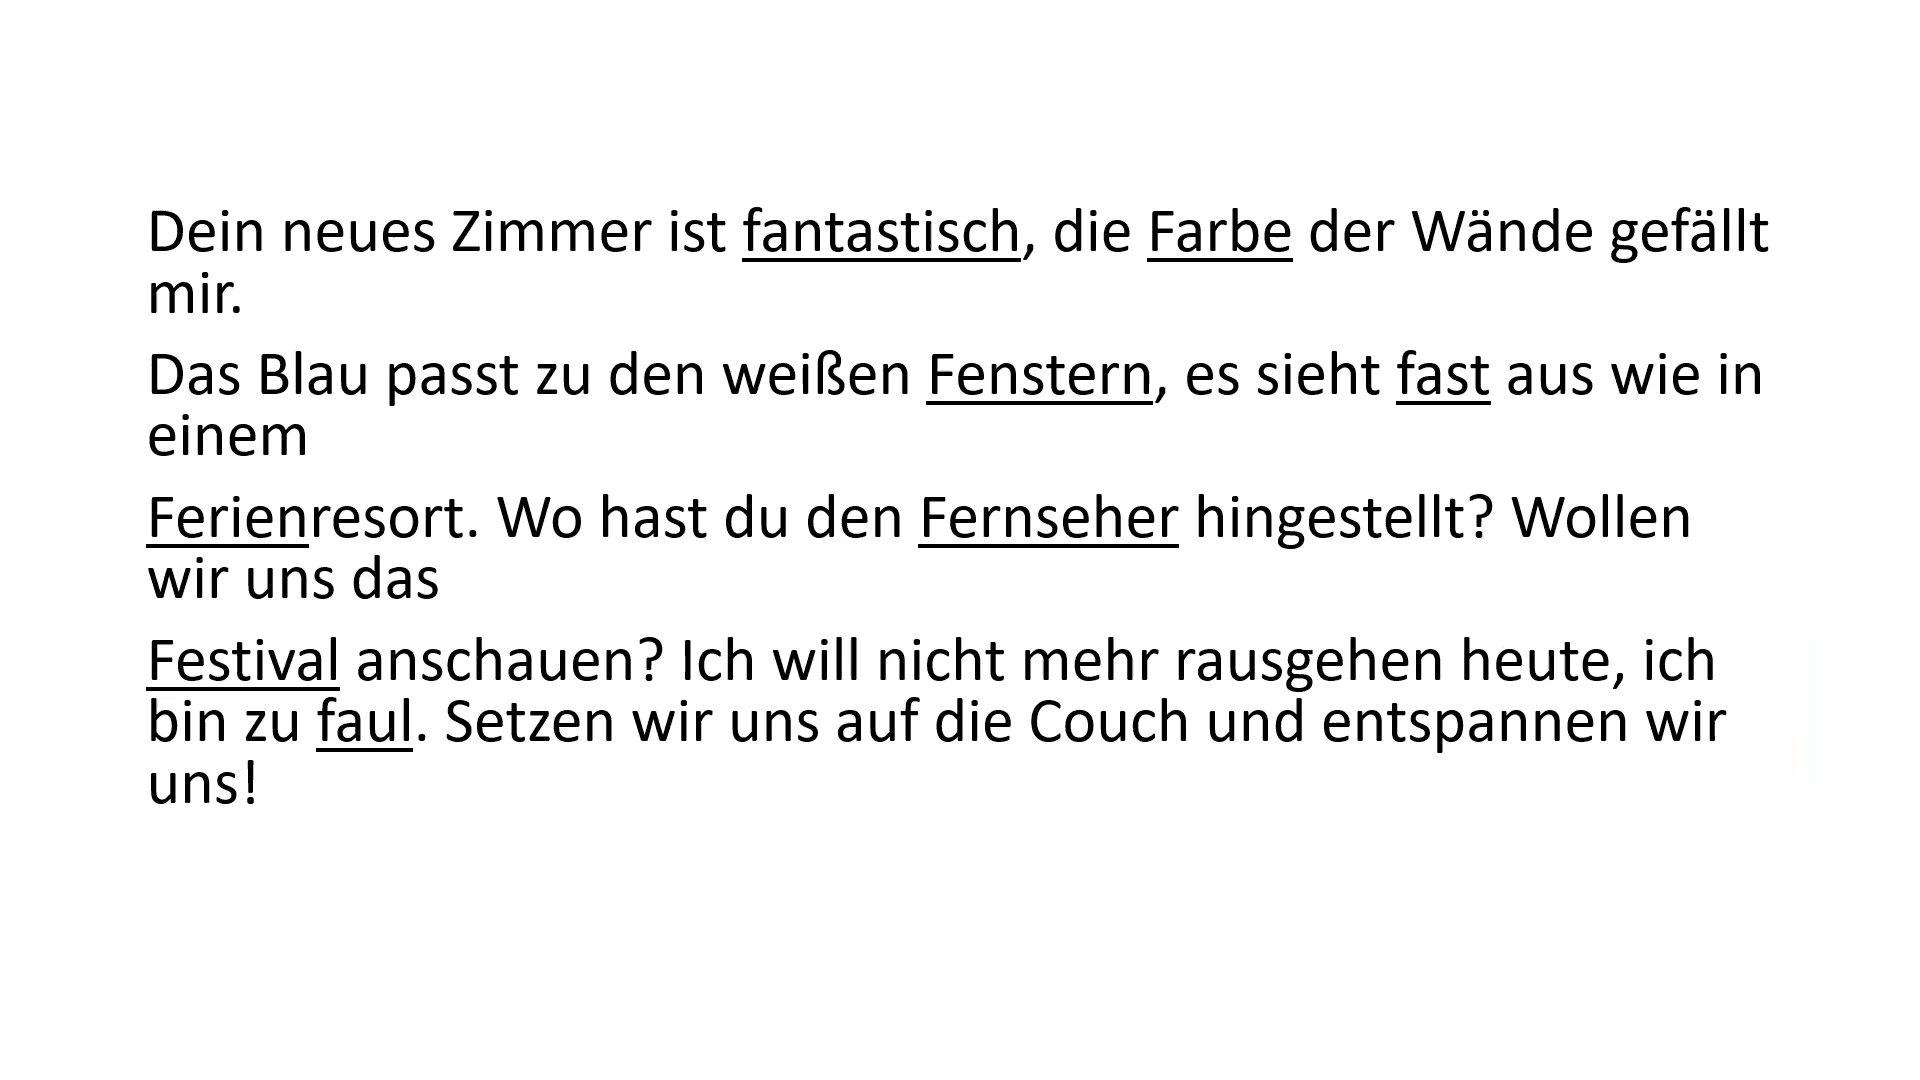 Dein neues Zimmer ist fantastisch, die Farbe der Wände gefällt
mir.
Das Blau passt zu den weißen Fenstern, es sieht fast aus wie in
einem
Ferienresort. Wo hast du den Fernseher hingestellt? Wollen
wir uns das
Festival anschauen? Ich will nicht mehr rausgehen heute, ich
bin zu faul. Setzen wir uns auf die Couch und entspannen wir
uns!